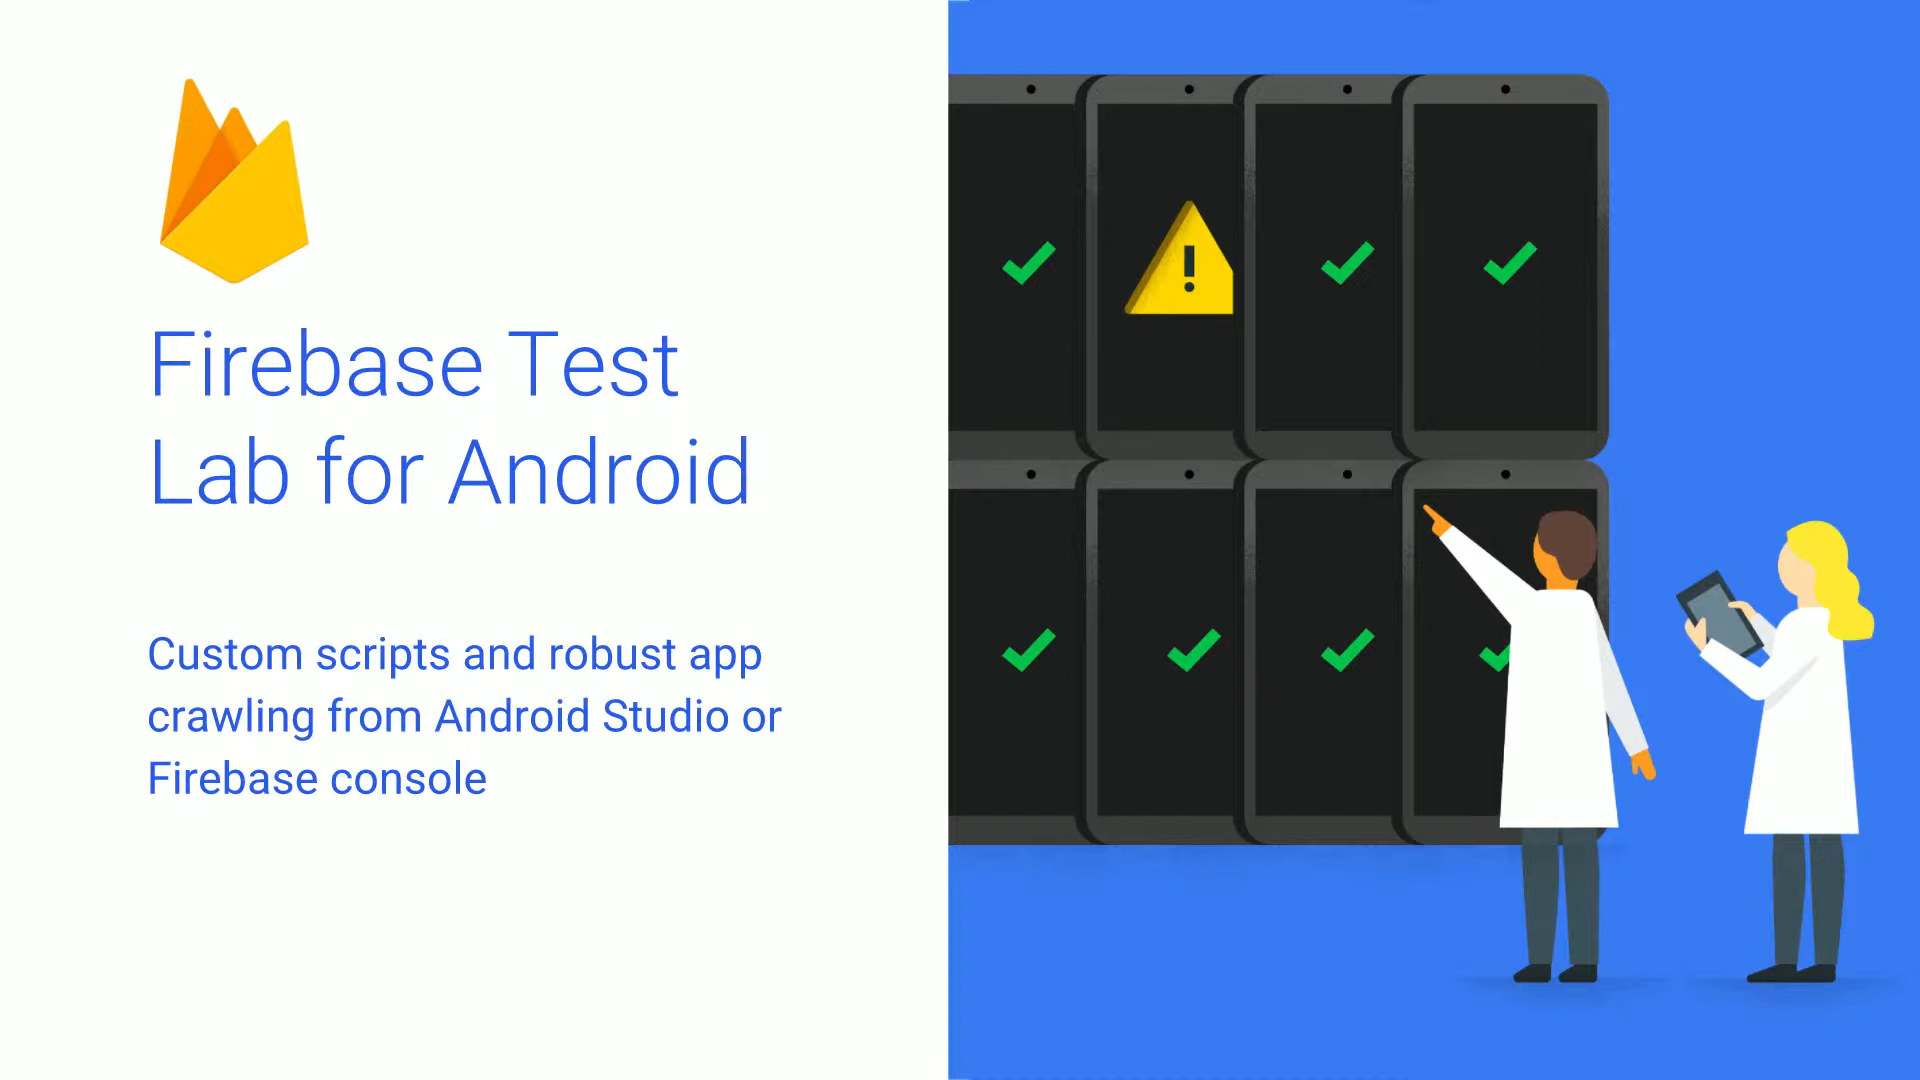 Firebase Test
Lab for Android
Custom scripts and robust app
crawling from Android Studio or
Firebase console